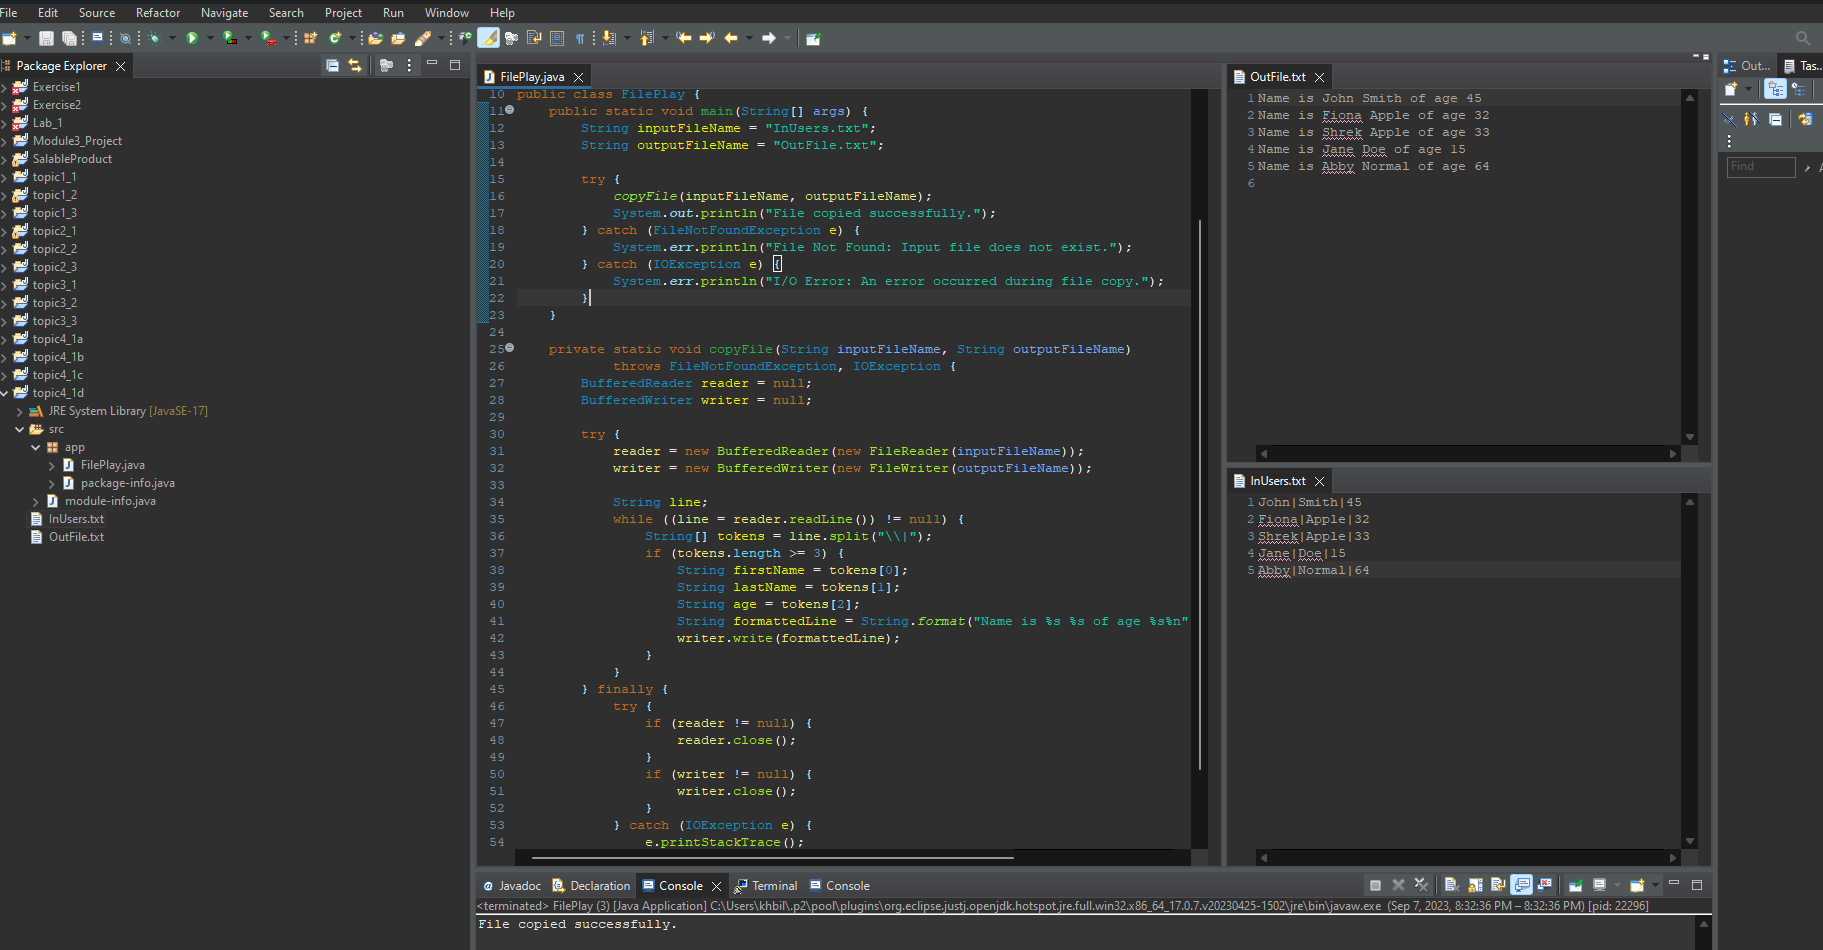 File Edit Source Refactor Navigate Search Project Run Window Help
Package Explorer
Exercise1
Exercise2
Lab_1
Module3_Project
SalableProduct
topic1_1
topic1_2
topic1_3
topic2_1
topic2_2
topic2_3
topic3_1
topic3_2
topic3_3
topic4_1a
topic4_1b
topic4_1c
topic4_1d
JRE System Library [JavaSE-17]
src
app
FilePlay.java
package-info.java
module-info.java
InUsers.txt
OutFile.txt
FilePlay.java
10 public class FilePlay {
11 public static void main(String[] args) {
12 String inputFileName = "InUsers.txt";
13 String outputFileName = "OutFile.txt";
14
15 try {
16 copyFile(inputFileName, outputFileName);
17 System.out.println("File copied successfully.");
18 } catch (FileNotFoundException e) {
19 System.err.println("File Not Found: Input file does not exist.");
20 } catch (IOException e) {
21 System.err.println("I/O Error: An error occurred during file copy.");
22 }
23 }
24
25 private static void copyFile(String inputFileName, String outputFileName)
26 throws FileNotFoundException, IOException {
27 BufferedReader reader = null;
28 BufferedWriter writer = null;
29
30 try {
31 reader = new BufferedReader(new FileReader(inputFileName));
32 writer = new BufferedWriter(new FileWriter(outputFileName));
33
34 String line;
35 while ((line = reader.readLine()) != null) {
36 String[] tokens = line.split("\\|");
37 if (tokens.length >= 3) {
38 String firstName = tokens[0];
39 String lastName = tokens[1];
40 String age = tokens[2];
41 String formattedLine = String.format("Name is %s %s of age %s%n"
42 writer.write(formattedLine);
43 }
44 }
45 } finally {
46 try {
47 if (reader != null) {
48 reader.close();
49 }
50 if (writer != null) {
51 writer.close();
52 }
53 } catch (IOException e) {
54 e.printStackTrace();
OutFile.txt
1 Name is John Smith of age 45
2 Name is Fiona Apple of age 32
3 Name is Shrek Apple of age 33
4 Name is Jane Doe of age 15
5 Name is Abby Normal of age 64
6
InUsers.txt
1 John|Smith|45
2 Fiona|Apple|32
3 Shrek|Apple|33
4 Jane|Doe|15
5 Abby|Normal|64
Out... Tas...
Find
Javadoc Declaration Console Terminal Console
<terminated> FilePlay (3) [Java Application] C:\Users\khbil\.p2\pool\plugins\org.eclipse.justj.openjdk.hotspot.jre.full.win32.x86_64_17.0.7.v20230425-1502\jre\bin\javaw.exe (Sep 7, 2023, 8:32:36 PM – 8:32:36 PM) [pid: 22296]
File copied successfully.